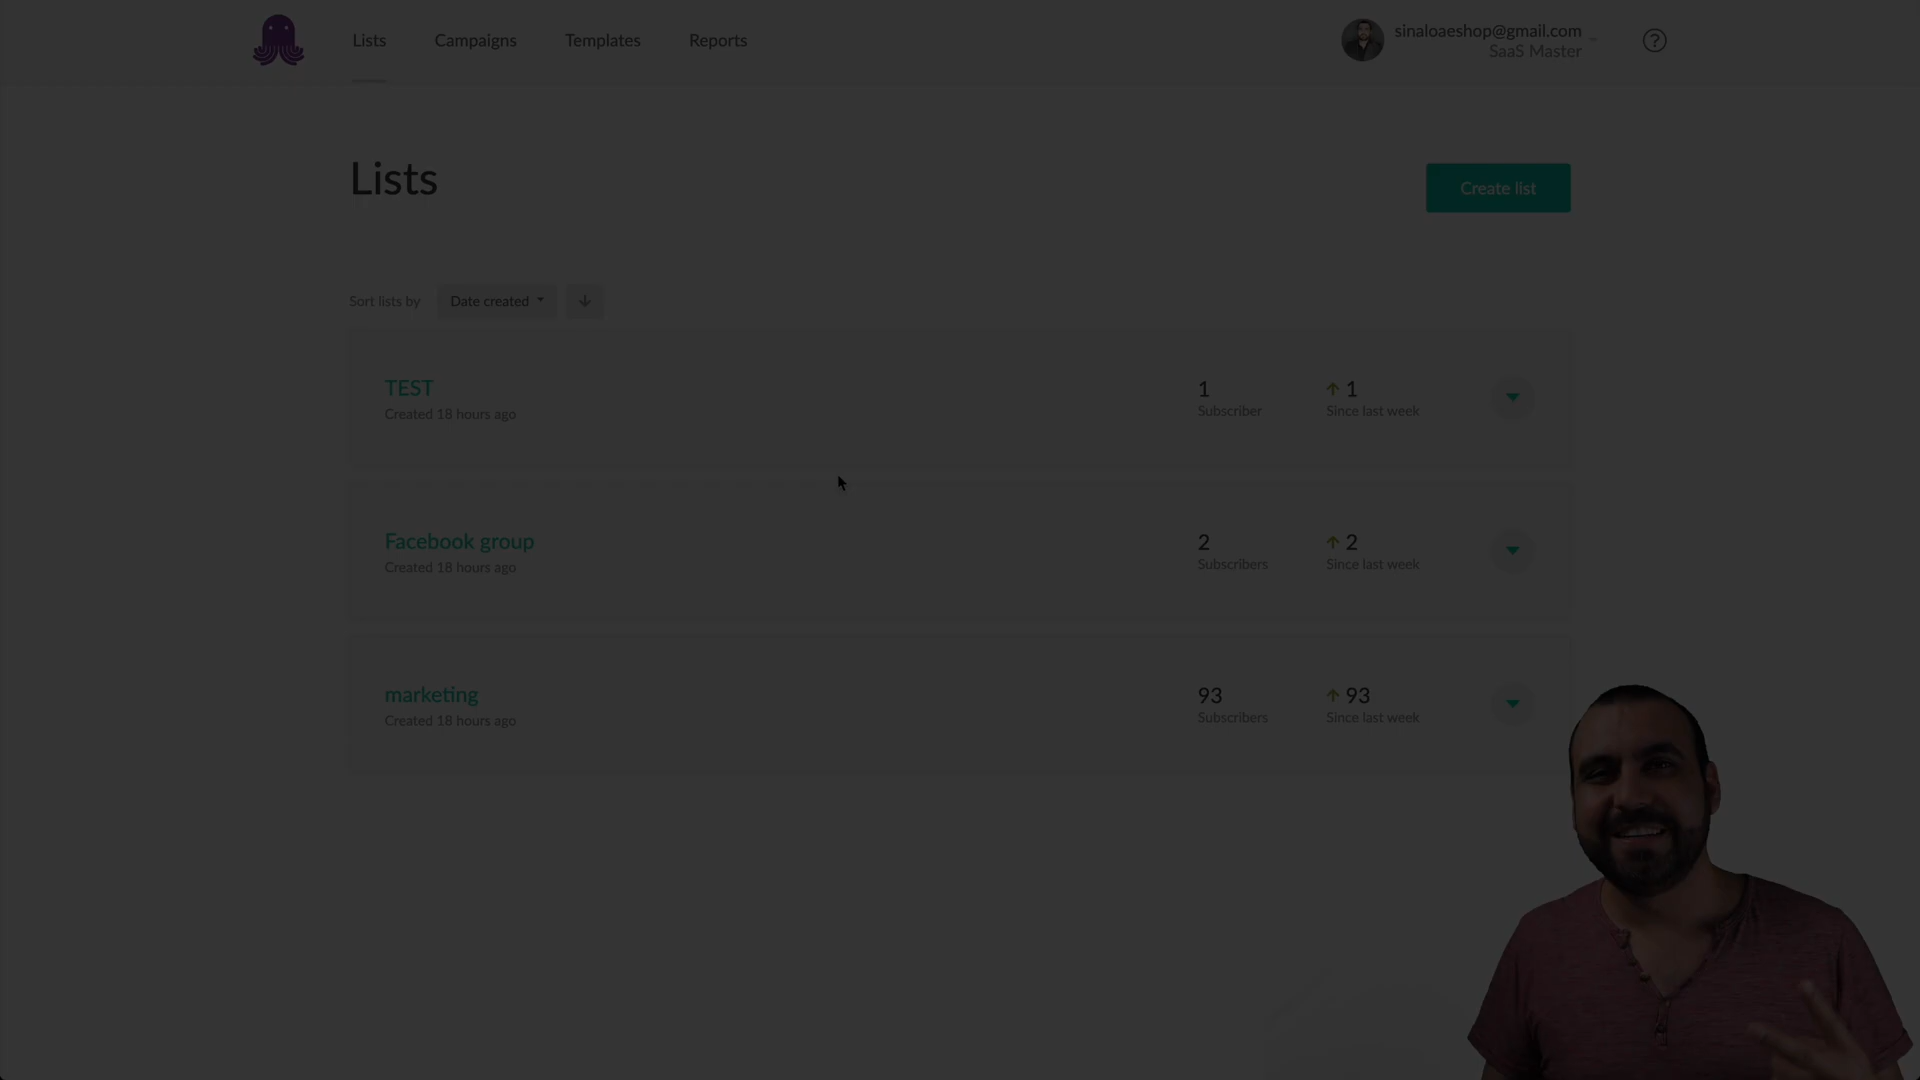 Lists
Campaigns
Templates
Reports
sinaloaeshop@gmail.com
SaaS Master
?
Lists
Create list
Sort lists by
Date created
TEST
Created 18 hours ago
1
Subscriber
1
Since last week
Facebook group
Created 18 hours ago
2
Subscribers
2
Since last week
marketing
Created 18 hours ago
93
Subscribers
93
Since last week